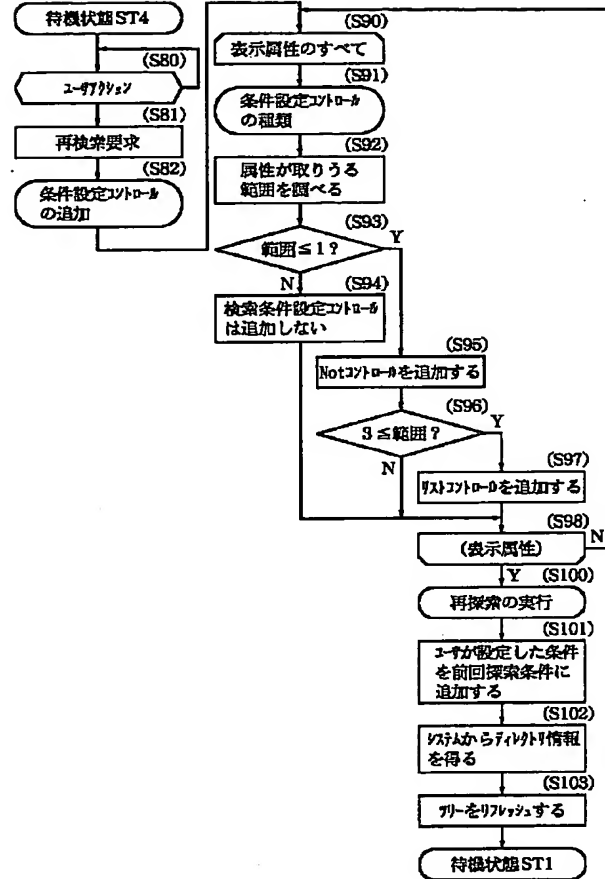 待機状態ST4
(S80)
ユーザアクション
(S81)
再検索要求
(S82)
条件設定コントロール
の追加
(S90)
表示属性のすべて
(S91)
条件設定コントロール
の種類
(S92)
属性が取りうる
範囲を調べる
(S93)
範囲≦1?
Y
N
(S94)
検索条件設定コントロール
は追加しない
(S95)
Notコントロールを追加する
(S96)
3≦範囲?
Y
N
(S97)
リストコントロールを追加する
(S98)
(表示属性)
N
Y
(S100)
再探索の実行
(S101)
ユーザが設定した条件
を前回探索条件に
追加する
(S102)
システムからディレクトリ情報
を得る
(S103)
ツリーをリフレッシュする
待機状態ST1